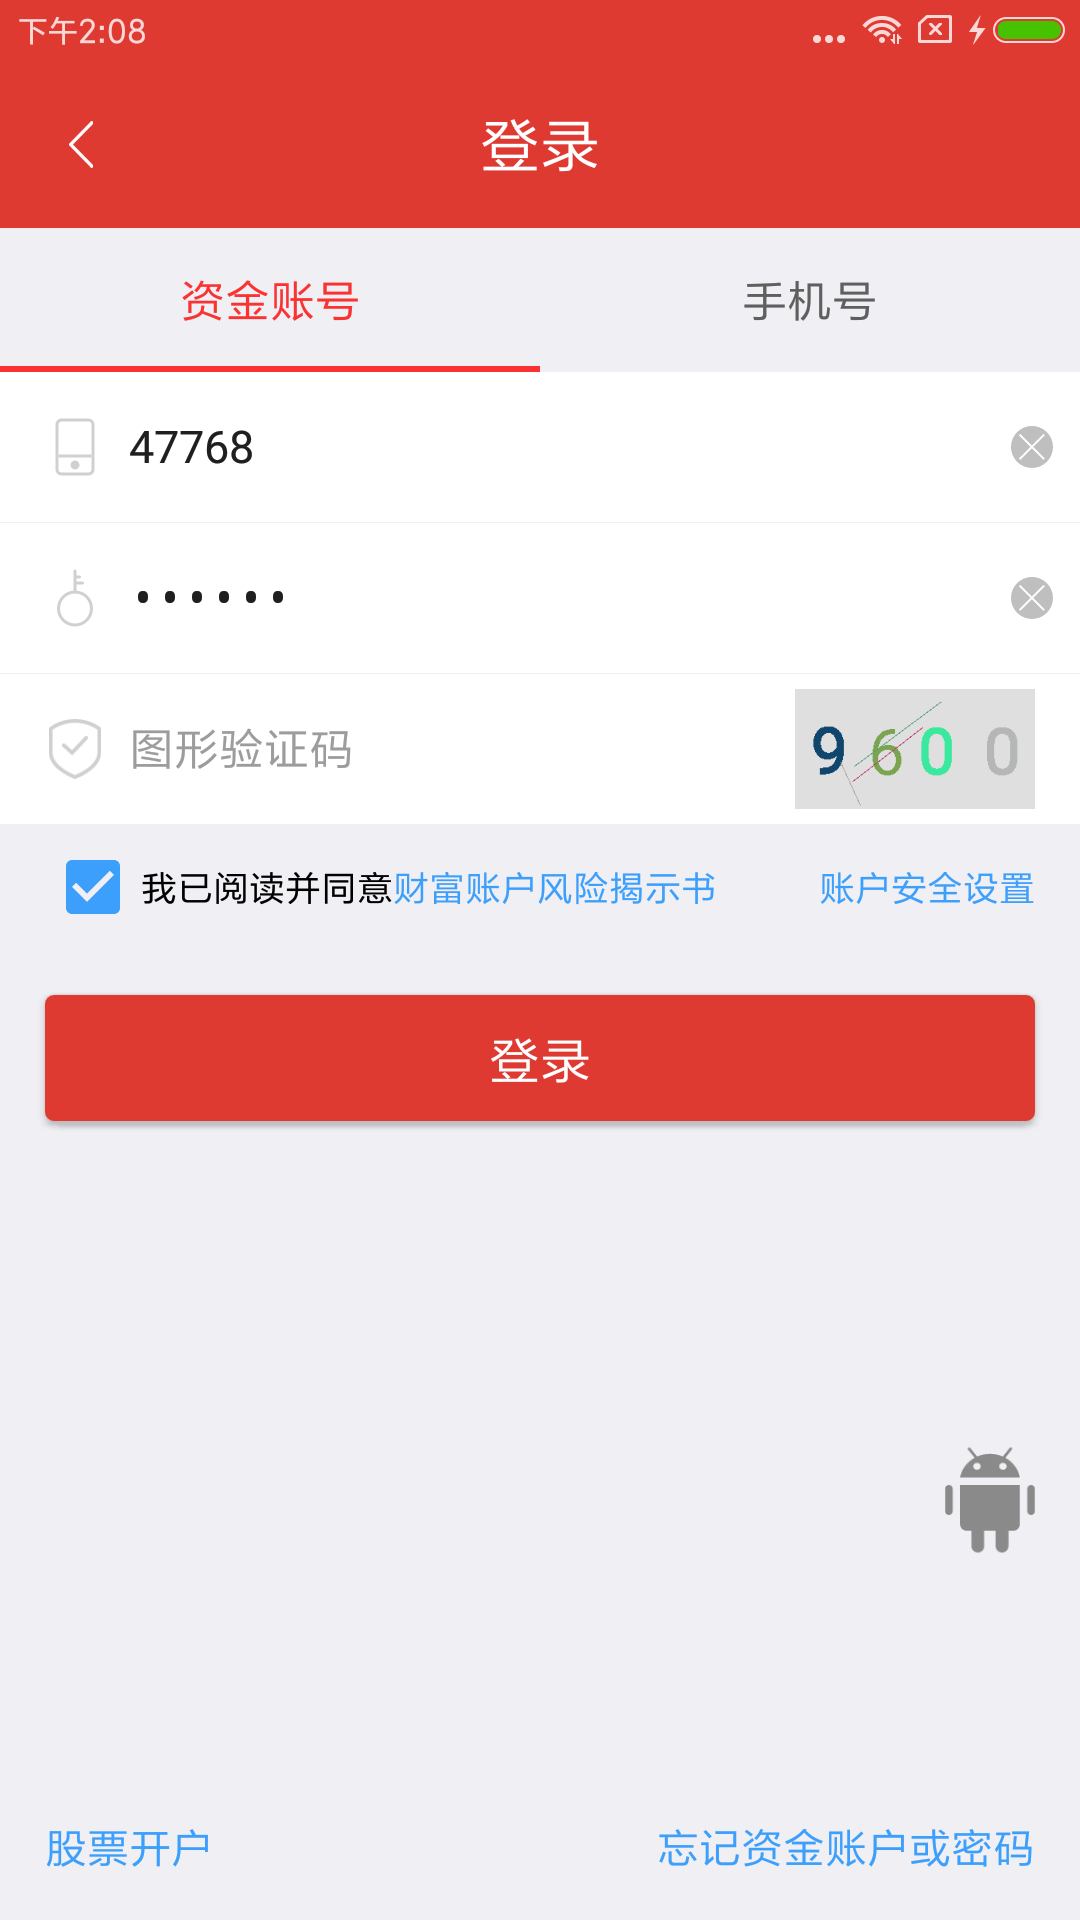 下午2:08
登录
资金账号 手机号
47768
••••••
图形验证码 9600
我已阅读并同意财富账户风险揭示书 账户安全设置
登录
股票开户 忘记资金账户或密码